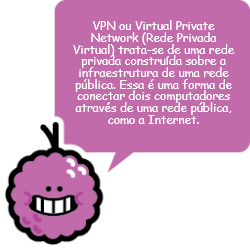 VPN ou Virtual Private
Network (Rede Privada
Virtual) trata-se de uma rede
privada construída sobre a
infraestrutura de uma rede
pública. Essa é uma forma de
conectar dois computadores
através de uma rede pública,
como a Internet.